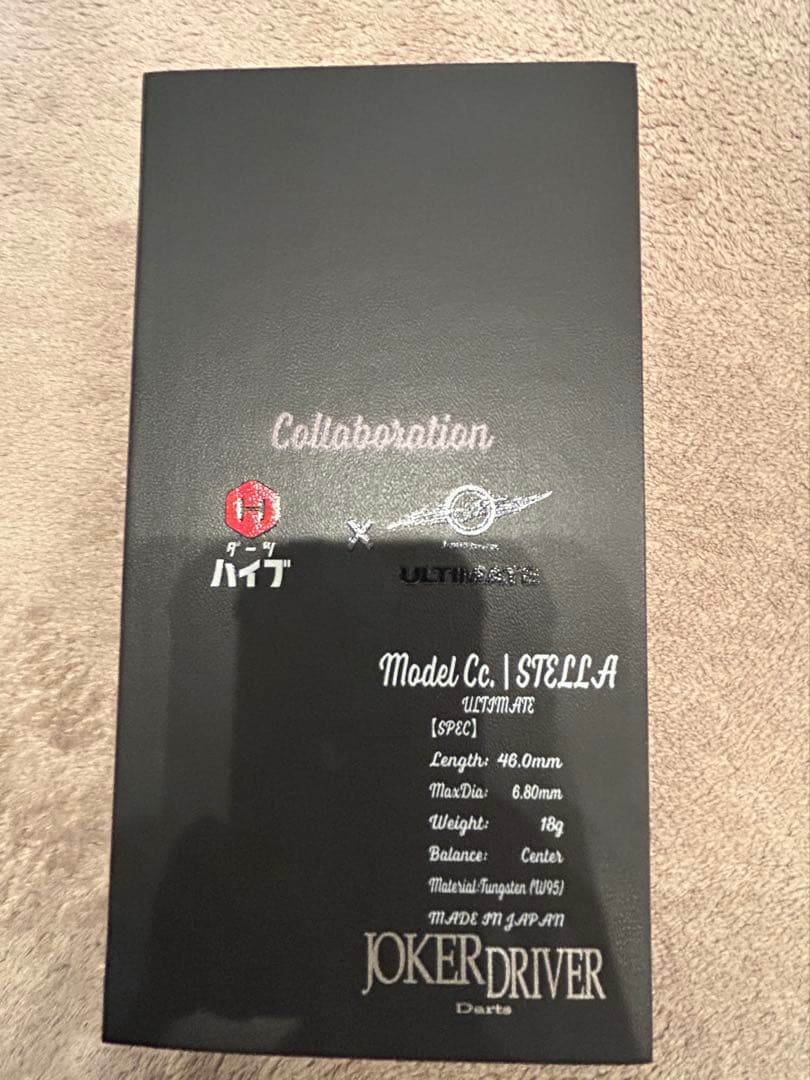 Collaboration
H
ダーツ
ハイブ
×
ULTIMATE
Model Cc. | STELLA
ULTIMATE
【SPEC】
Length: 46.0mm
MaxDia: 6.80mm
Weight: 18g
Balance: Center
Material:Tungsten (W95)
MADE IN JAPAN
JOKER DRIVER
Darts